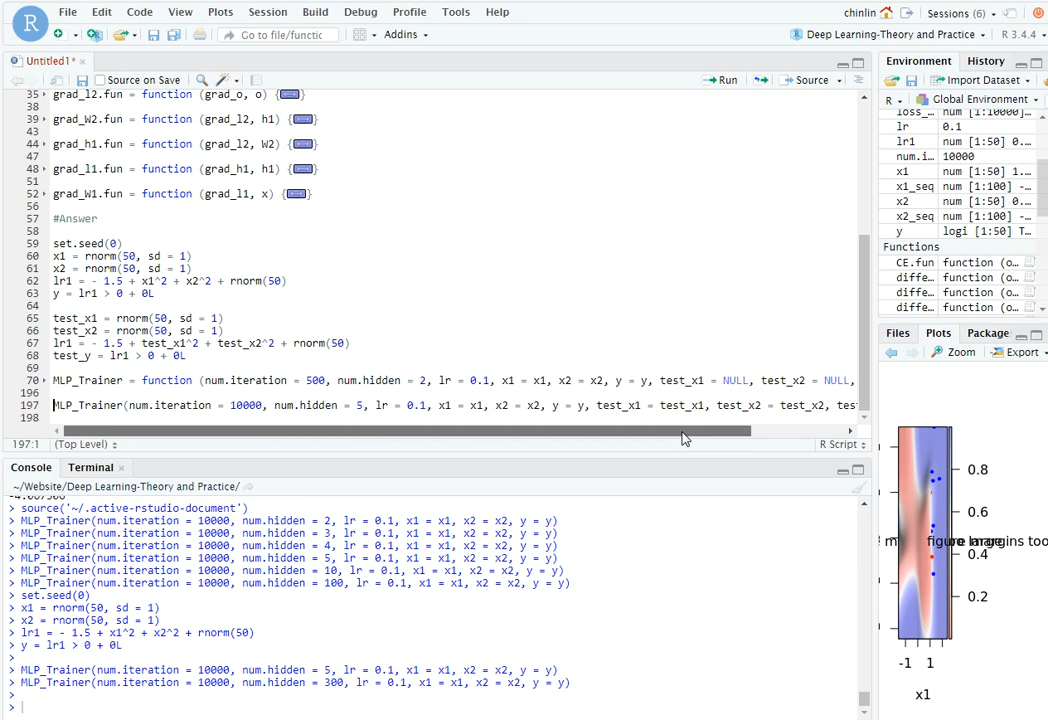 File Edit Code View Plots Session Build Debug Profile Tools Help
chinlin
Sessions (6)
R
Go to file/functic
Addins
Deep Learning-Theory and Practice
R 3.4.4
Untitled1*
Source on Save
Run
Source
35 grad_l2.fun = function (grad_o, o) {
38
39 grad_W2.fun = function (grad_l2, h1) {
43
44 grad_h1.fun = function (grad_l2, W2) {
47
48 grad_l1.fun = function (grad_h1, h1) {
51
52 grad_W1.fun = function (grad_l1, x) {
56
57 #Answer
58
59 set.seed(0)
60 x1 = rnorm(50, sd = 1)
61 x2 = rnorm(50, sd = 1)
62 lr1 = - 1.5 + x1^2 + x2^2 + rnorm(50)
63 y = lr1 > 0 + 0L
64
65 test_x1 = rnorm(50, sd = 1)
66 test_x2 = rnorm(50, sd = 1)
67 lr1 = - 1.5 + test_x1^2 + test_x2^2 + rnorm(50)
68 test_y = lr1 > 0 + 0L
69
70 MLP_Trainer = function (num.iteration = 500, num.hidden = 2, lr = 0.1, x1 = x1, x2 = x2, y = y, test_x1 = NULL, test_x2 = NULL,
196
197 MLP_Trainer(num.iteration = 10000, num.hidden = 5, lr = 0.1, x1 = x1, x2 = x2, y = y, test_x1 = test_x1, test_x2 = test_x2, tes
198
197:1 (Top Level)
R Script
Console Terminal
~/Website/Deep Learning-Theory and Practice/
> source('~/.active-rstudio-document')
> MLP_Trainer(num.iteration = 10000, num.hidden = 2, lr = 0.1, x1 = x1, x2 = x2, y = y)
> MLP_Trainer(num.iteration = 10000, num.hidden = 3, lr = 0.1, x1 = x1, x2 = x2, y = y)
> MLP_Trainer(num.iteration = 10000, num.hidden = 4, lr = 0.1, x1 = x1, x2 = x2, y = y)
> MLP_Trainer(num.iteration = 10000, num.hidden = 5, lr = 0.1, x1 = x1, x2 = x2, y = y)
> MLP_Trainer(num.iteration = 10000, num.hidden = 10, lr = 0.1, x1 = x1, x2 = x2, y = y)
> MLP_Trainer(num.iteration = 10000, num.hidden = 100, lr = 0.1, x1 = x1, x2 = x2, y = y)
> set.seed(0)
> x1 = rnorm(50, sd = 1)
> x2 = rnorm(50, sd = 1)
> lr1 = - 1.5 + x1^2 + x2^2 + rnorm(50)
> y = lr1 > 0 + 0L
>
> MLP_Trainer(num.iteration = 10000, num.hidden = 5, lr = 0.1, x1 = x1, x2 = x2, y = y)
> MLP_Trainer(num.iteration = 10000, num.hidden = 300, lr = 0.1, x1 = x1, x2 = x2, y = y)
>
>
Environment History
Import Dataset
R Global Environment
loss_… num [1:10000]…
lr 0.1
lr1 num [1:50] 0.…
num.i… 10000
x1 num [1:50] 1.…
x1_seq num [1:100] -…
x2 num [1:50] 0.…
x2_seq num [1:100] -…
y logi [1:50] T…
Functions
CE.fun function (o…
diffe… function (o…
diffe… function (o…
diffe… function (o…
Files Plots Package
Zoom Export
0.8
0.6
figure margins too
0.4
0.2
-1 1
x1